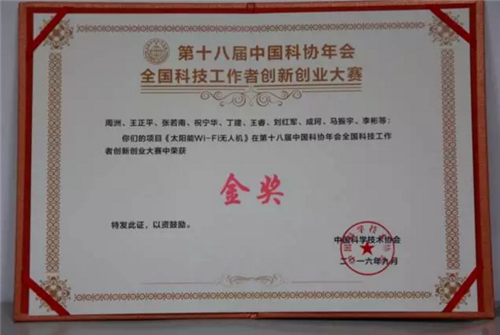 第十八届中国科协年会
全国科技工作者创新创业大赛
周洲、王正平、张若南、祝宁华、丁建、王睿、刘红军、成珂、马振宇、李彬等：
你们的项目《太阳能Wi-Fi无人机》在第十八届中国科协年会全国科技工作
者创新创业大赛中荣获
金奖
特发此证，以资鼓励。
中国科学技术协会
二〇一六年九月